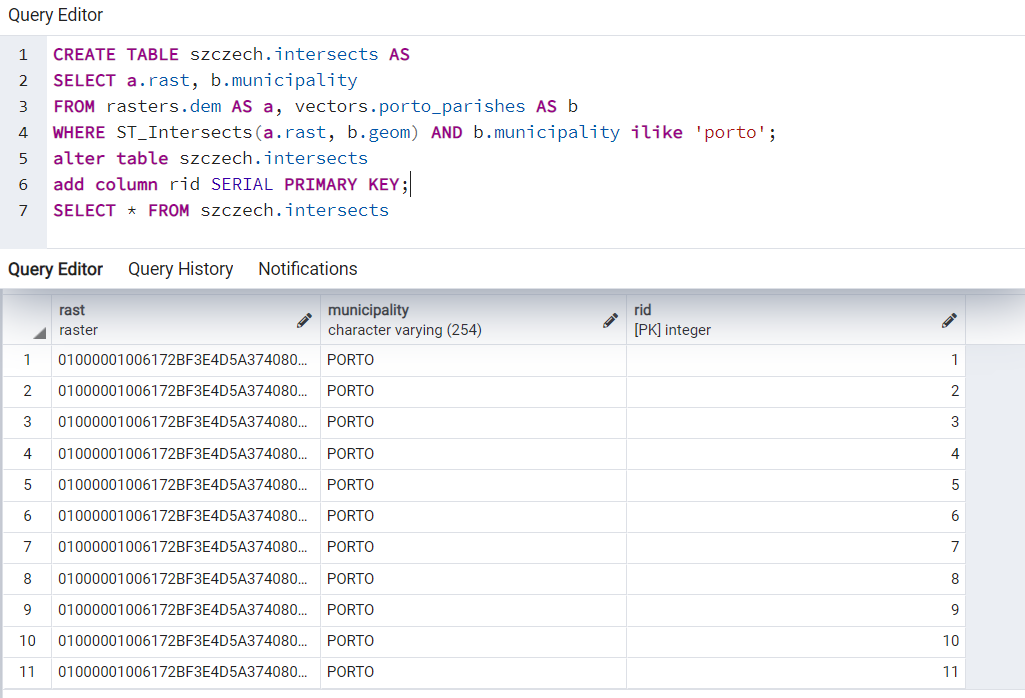 Query Editor
1 CREATE TABLE szczech.intersects AS
2 SELECT a.rast, b.municipality
3 FROM rasters.dem AS a, vectors.porto_parishes AS b
4 WHERE ST_Intersects(a.rast, b.geom) AND b.municipality ilike 'porto';
5 alter table szczech.intersects
6 add column rid SERIAL PRIMARY KEY;
7 SELECT * FROM szczech.intersects
Query Editor Query History Notifications
rast municipality rid
raster character varying (254) [PK] integer
1 01000001006172BF3E4D5A374080... PORTO 1
2 01000001006172BF3E4D5A374080... PORTO 2
3 01000001006172BF3E4D5A374080... PORTO 3
4 01000001006172BF3E4D5A374080... PORTO 4
5 01000001006172BF3E4D5A374080... PORTO 5
6 01000001006172BF3E4D5A374080... PORTO 6
7 01000001006172BF3E4D5A374080... PORTO 7
8 01000001006172BF3E4D5A374080... PORTO 8
9 01000001006172BF3E4D5A374080... PORTO 9
10 01000001006172BF3E4D5A374080... PORTO 10
11 01000001006172BF3E4D5A374080... PORTO 11